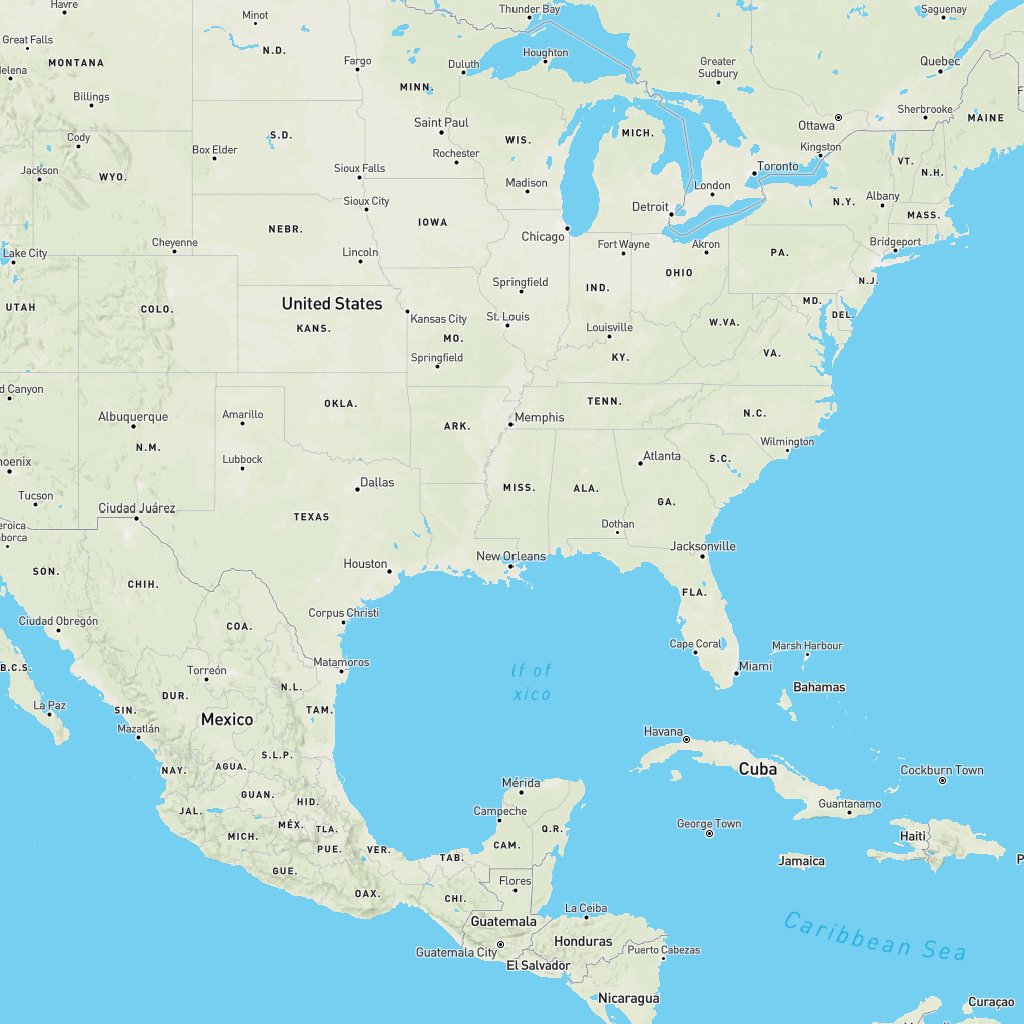 Havre
Minot
Thunder Bay
Saguenay
Great Falls
N.D.
Houghton
MONTANA
Fargo
Duluth
Greater
Sudbury
Quebec
elena
MINN.
Billings
Saint Paul
MICH.
Ottawa
Sherbrooke
MAINE
F
Cody
S.D.
WIS.
Kingston
Box Elder
Rochester
VT.
Jackson
WYO.
Sioux Falls
Madison
London
Toronto
N.H.
Sioux City
Detroit
N.Y.
Albany
MASS.
NEBR.
IOWA
Chicago
Fort Wayne
Akron
Bridgeport
Cheyenne
Lake City
Lincoln
OHIO
PA.
Springfield
IND.
N.J.
UTAH
COLO.
United States
MD.
DEL.
KANS.
Kansas City
St. Louis
Louisville
W.VA.
MO.
Springfield
KY.
VA.
d Canyon
OKLA.
TENN.
Albuquerque
Amarillo
ARK.
Memphis
N.C.
N.M.
Wilmington
oenix
Lubbock
Atlanta
S.C.
Tucson
Dallas
MISS.
ALA.
GA.
Ciudad Juárez
TEXAS
eroica
aborca
Dothan
New Orleans
Jacksonville
SON.
CHIH.
Houston
FLA.
Ciudad Obregón
COA.
Corpus Christi
Cape Coral
Marsh Harbour
B.C.S.
Torreón
Matamoros
lf of
xico
Miami
DUR.
N.L.
Bahamas
La Paz
SIN.
TAM.
Mexico
Mazatlán
Havana
S.L.P.
NAY.
AGUA.
Cuba
Cockburn Town
GUAN.
HID.
Mérida
JAL.
Campeche
Guantanamo
MÉX.
TLA.
Q.R.
George Town
MICH.
PUE.
VER.
CAM.
Haiti
TAB.
Jamaica
P
GUE.
Flores
OAX.
CHI.
La Ceiba
Guatemala
Caribbean Sea
Honduras
Guatemala City
Puerto Cabezas
El Salvador
Nicaragua
Curaçao